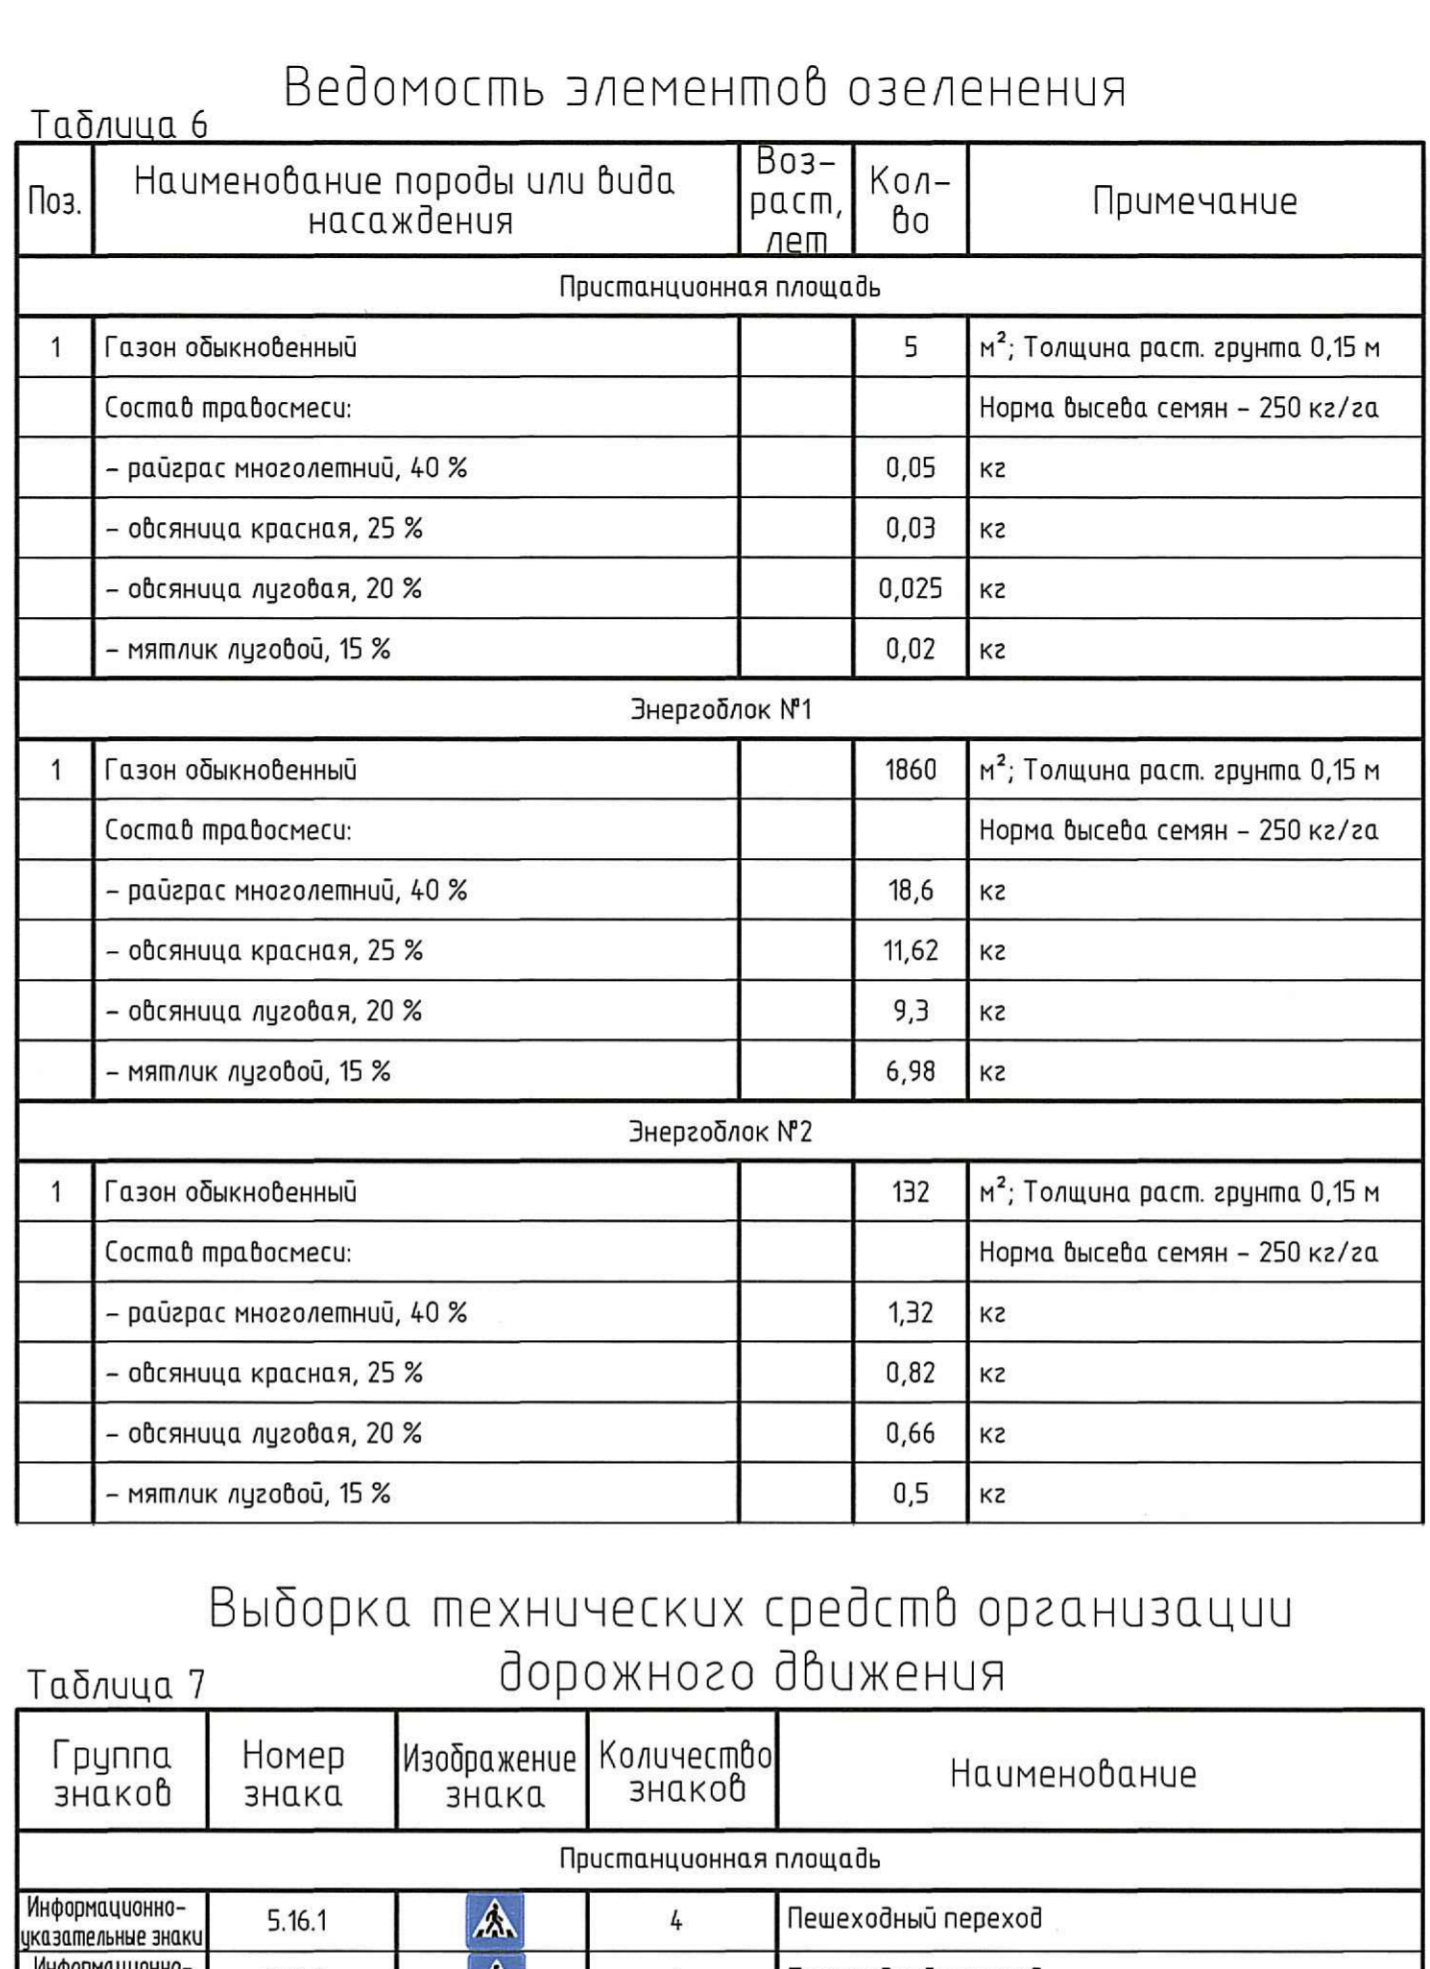 Ведомость элементов озеленения
Таблица 6
Поз. Наименование породы или вида насаждения Воз-раст, лет Кол-во Примечание
Пристанционная площадь
1 Газон обыкновенный 5 м²; Толщина раст. грунта 0,15 м
Состав травосмеси: Норма высева семян – 250 кг/га
– райграс многолетний, 40 % 0,05 кг
– овсяница красная, 25 % 0,03 кг
– овсяница луговая, 20 % 0,025 кг
– мятлик луговой, 15 % 0,02 кг
Энергоблок №1
1 Газон обыкновенный 1860 м²; Толщина раст. грунта 0,15 м
Состав травосмеси: Норма высева семян – 250 кг/га
– райграс многолетний, 40 % 18,6 кг
– овсяница красная, 25 % 11,62 кг
– овсяница луговая, 20 % 9,3 кг
– мятлик луговой, 15 % 6,98 кг
Энергоблок №2
1 Газон обыкновенный 132 м²; Толщина раст. грунта 0,15 м
Состав травосмеси: Норма высева семян – 250 кг/га
– райграс многолетний, 40 % 1,32 кг
– овсяница красная, 25 % 0,82 кг
– овсяница луговая, 20 % 0,66 кг
– мятлик луговой, 15 % 0,5 кг
Выборка технических средств организации
дорожного движения
Таблица 7
Группа знаков Номер знака Изображение знака Количество знаков Наименование
Пристанционная площадь
Информационно-указательные знаки 5.16.1 4 Пешеходный переход
Информационно-